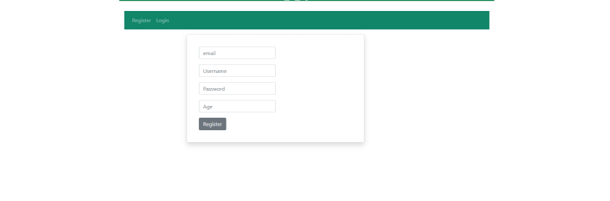 Register Login
email
Username
Password
Age
Register